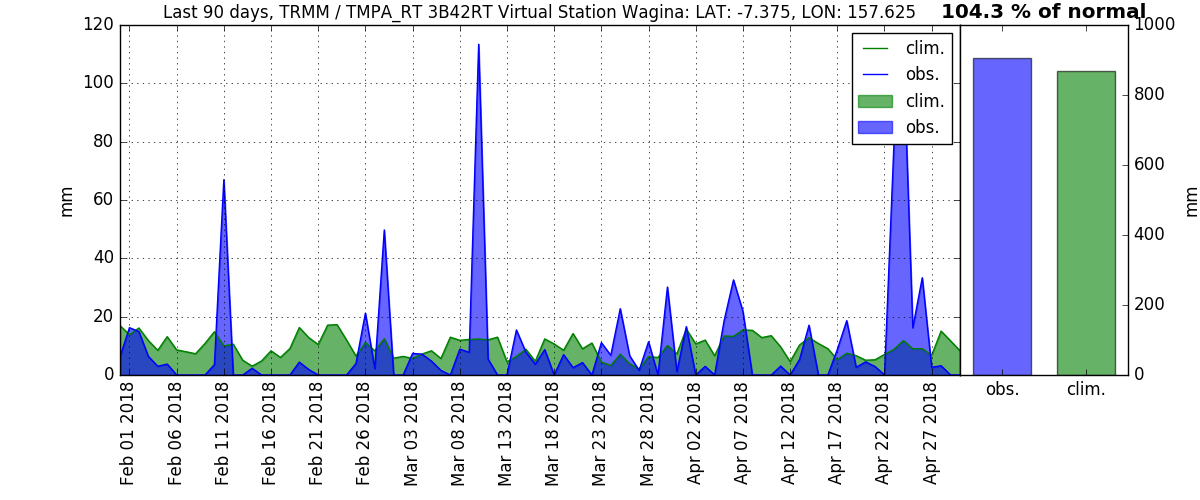 Last 90 days, TRMM / TMPA_RT 3B42RT Virtual Station Wagina: LAT: -7.375, LON: 157.625
104.3 % of normal
120
100
80
60
40
20
0
mm
clim.
obs.
clim.
obs.
1000
800
600
400
200
0
mm
obs.
clim.
Feb 01 2018
Feb 06 2018
Feb 11 2018
Feb 16 2018
Feb 21 2018
Feb 26 2018
Mar 03 2018
Mar 08 2018
Mar 13 2018
Mar 18 2018
Mar 23 2018
Mar 28 2018
Apr 02 2018
Apr 07 2018
Apr 12 2018
Apr 17 2018
Apr 22 2018
Apr 27 2018